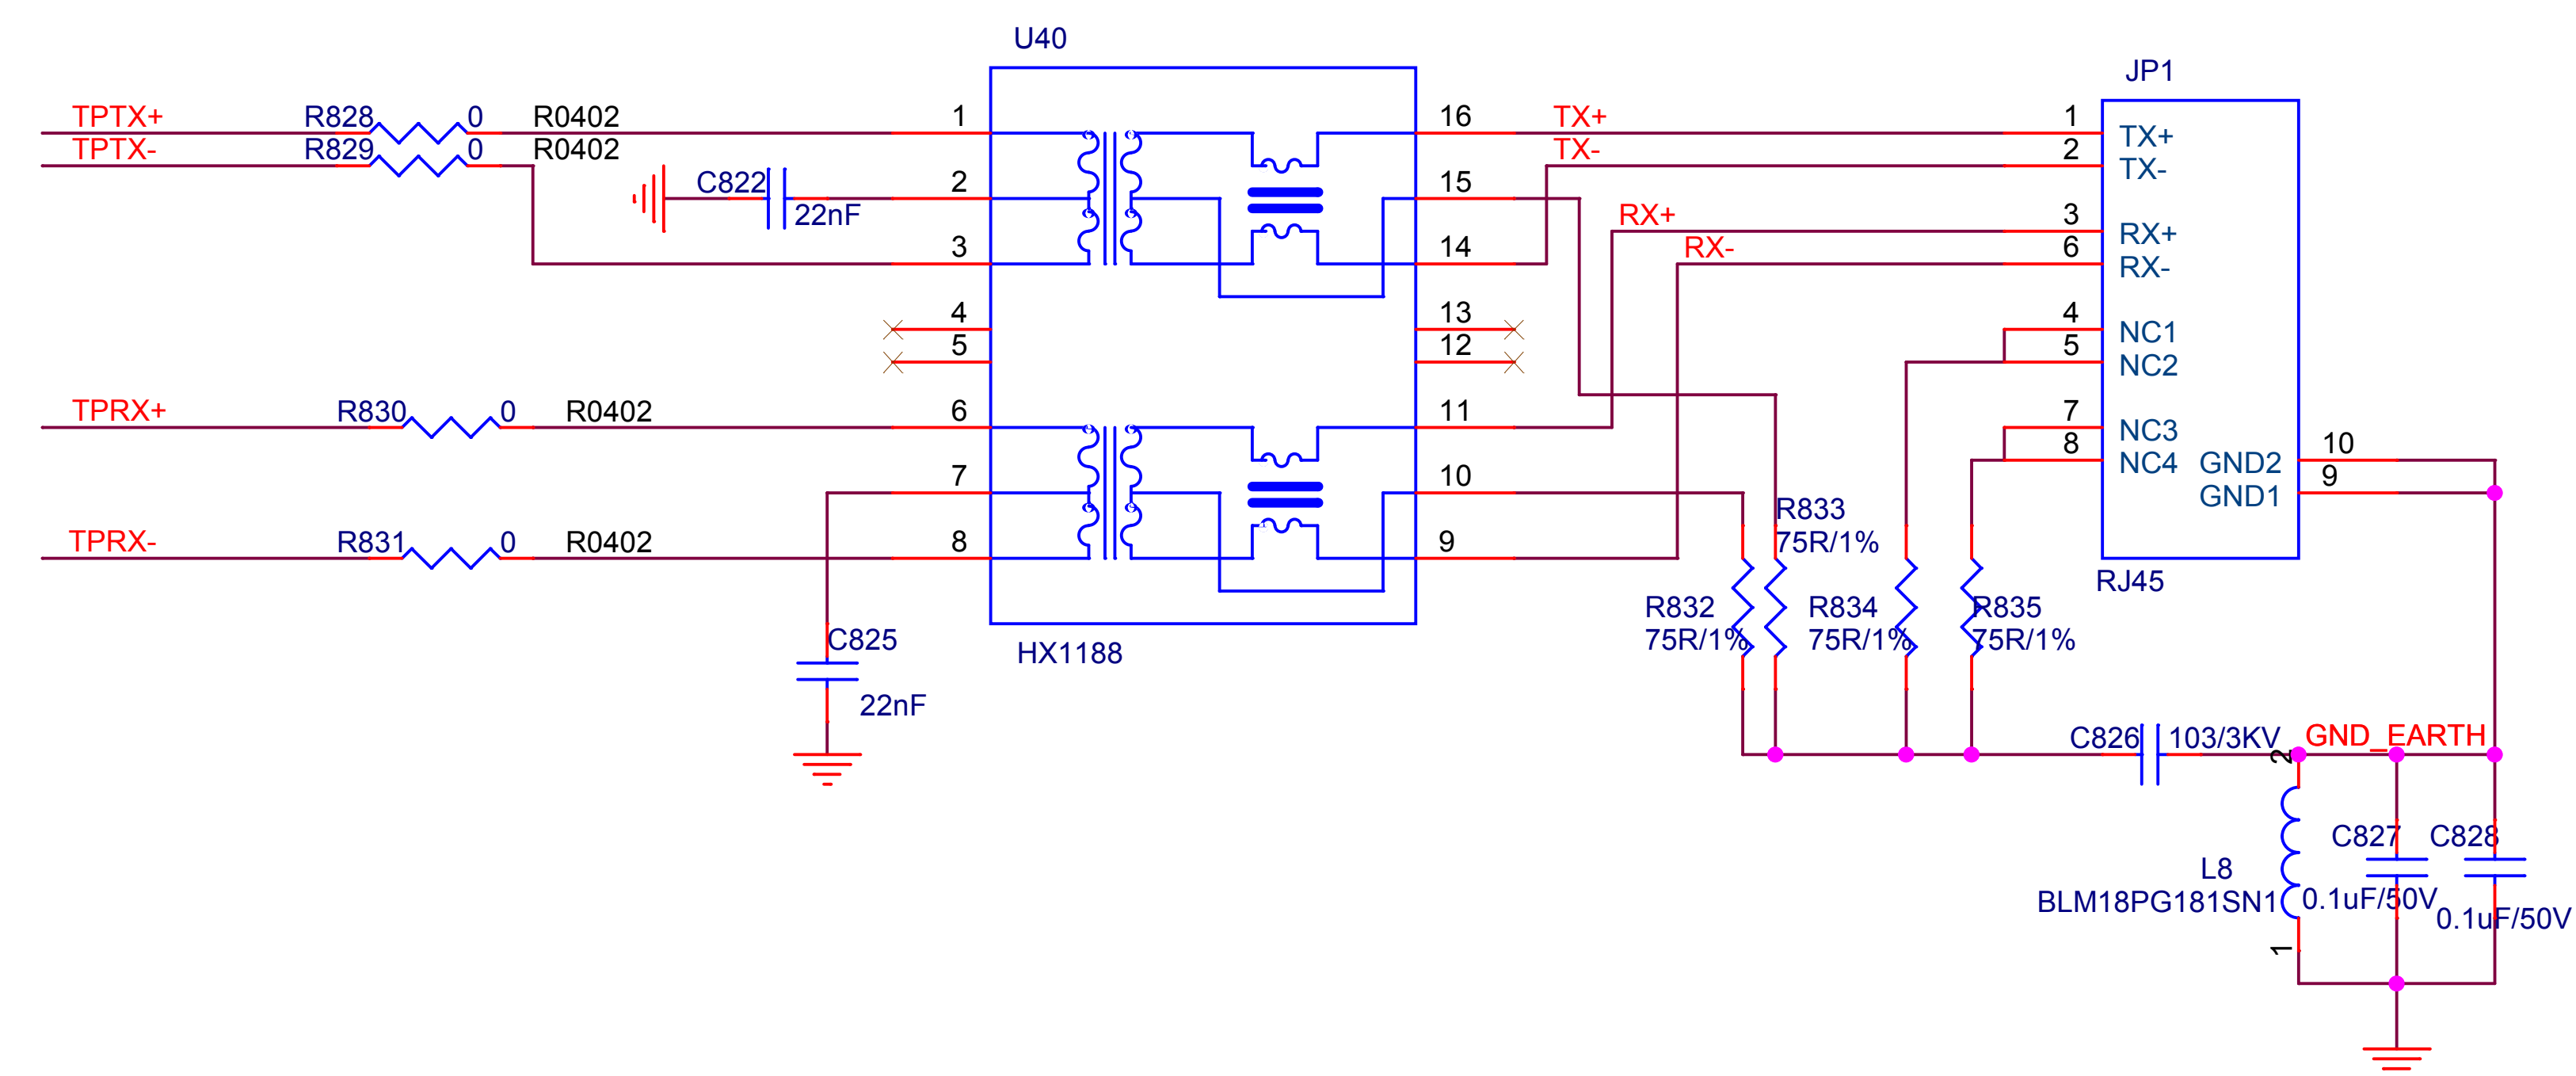 U40
JP1
TPTX+ R828 0 R0402 1 16 TX+ 1 TX+
TPTX- R829 0 R0402 TX- 2 TX-
C822 22nF 2 15
3 14 RX+ 3 RX+
RX- 6 RX-
4 13 4 NC1
5 12 5 NC2
TPRX+ R830 0 R0402 6 11 7 NC3
8 NC4 GND2 10
7 10 GND1 9
R833
75R/1%
TPRX- R831 0 R0402 8 9
RJ45
R832 R834 R835
75R/1% 75R/1% 75R/1%
C825
HX1188
22nF
C826 103/3KV 2 GND_EARTH
C827 C828
L8
BLM18PG181SN1 0.1uF/50V
0.1uF/50V
1